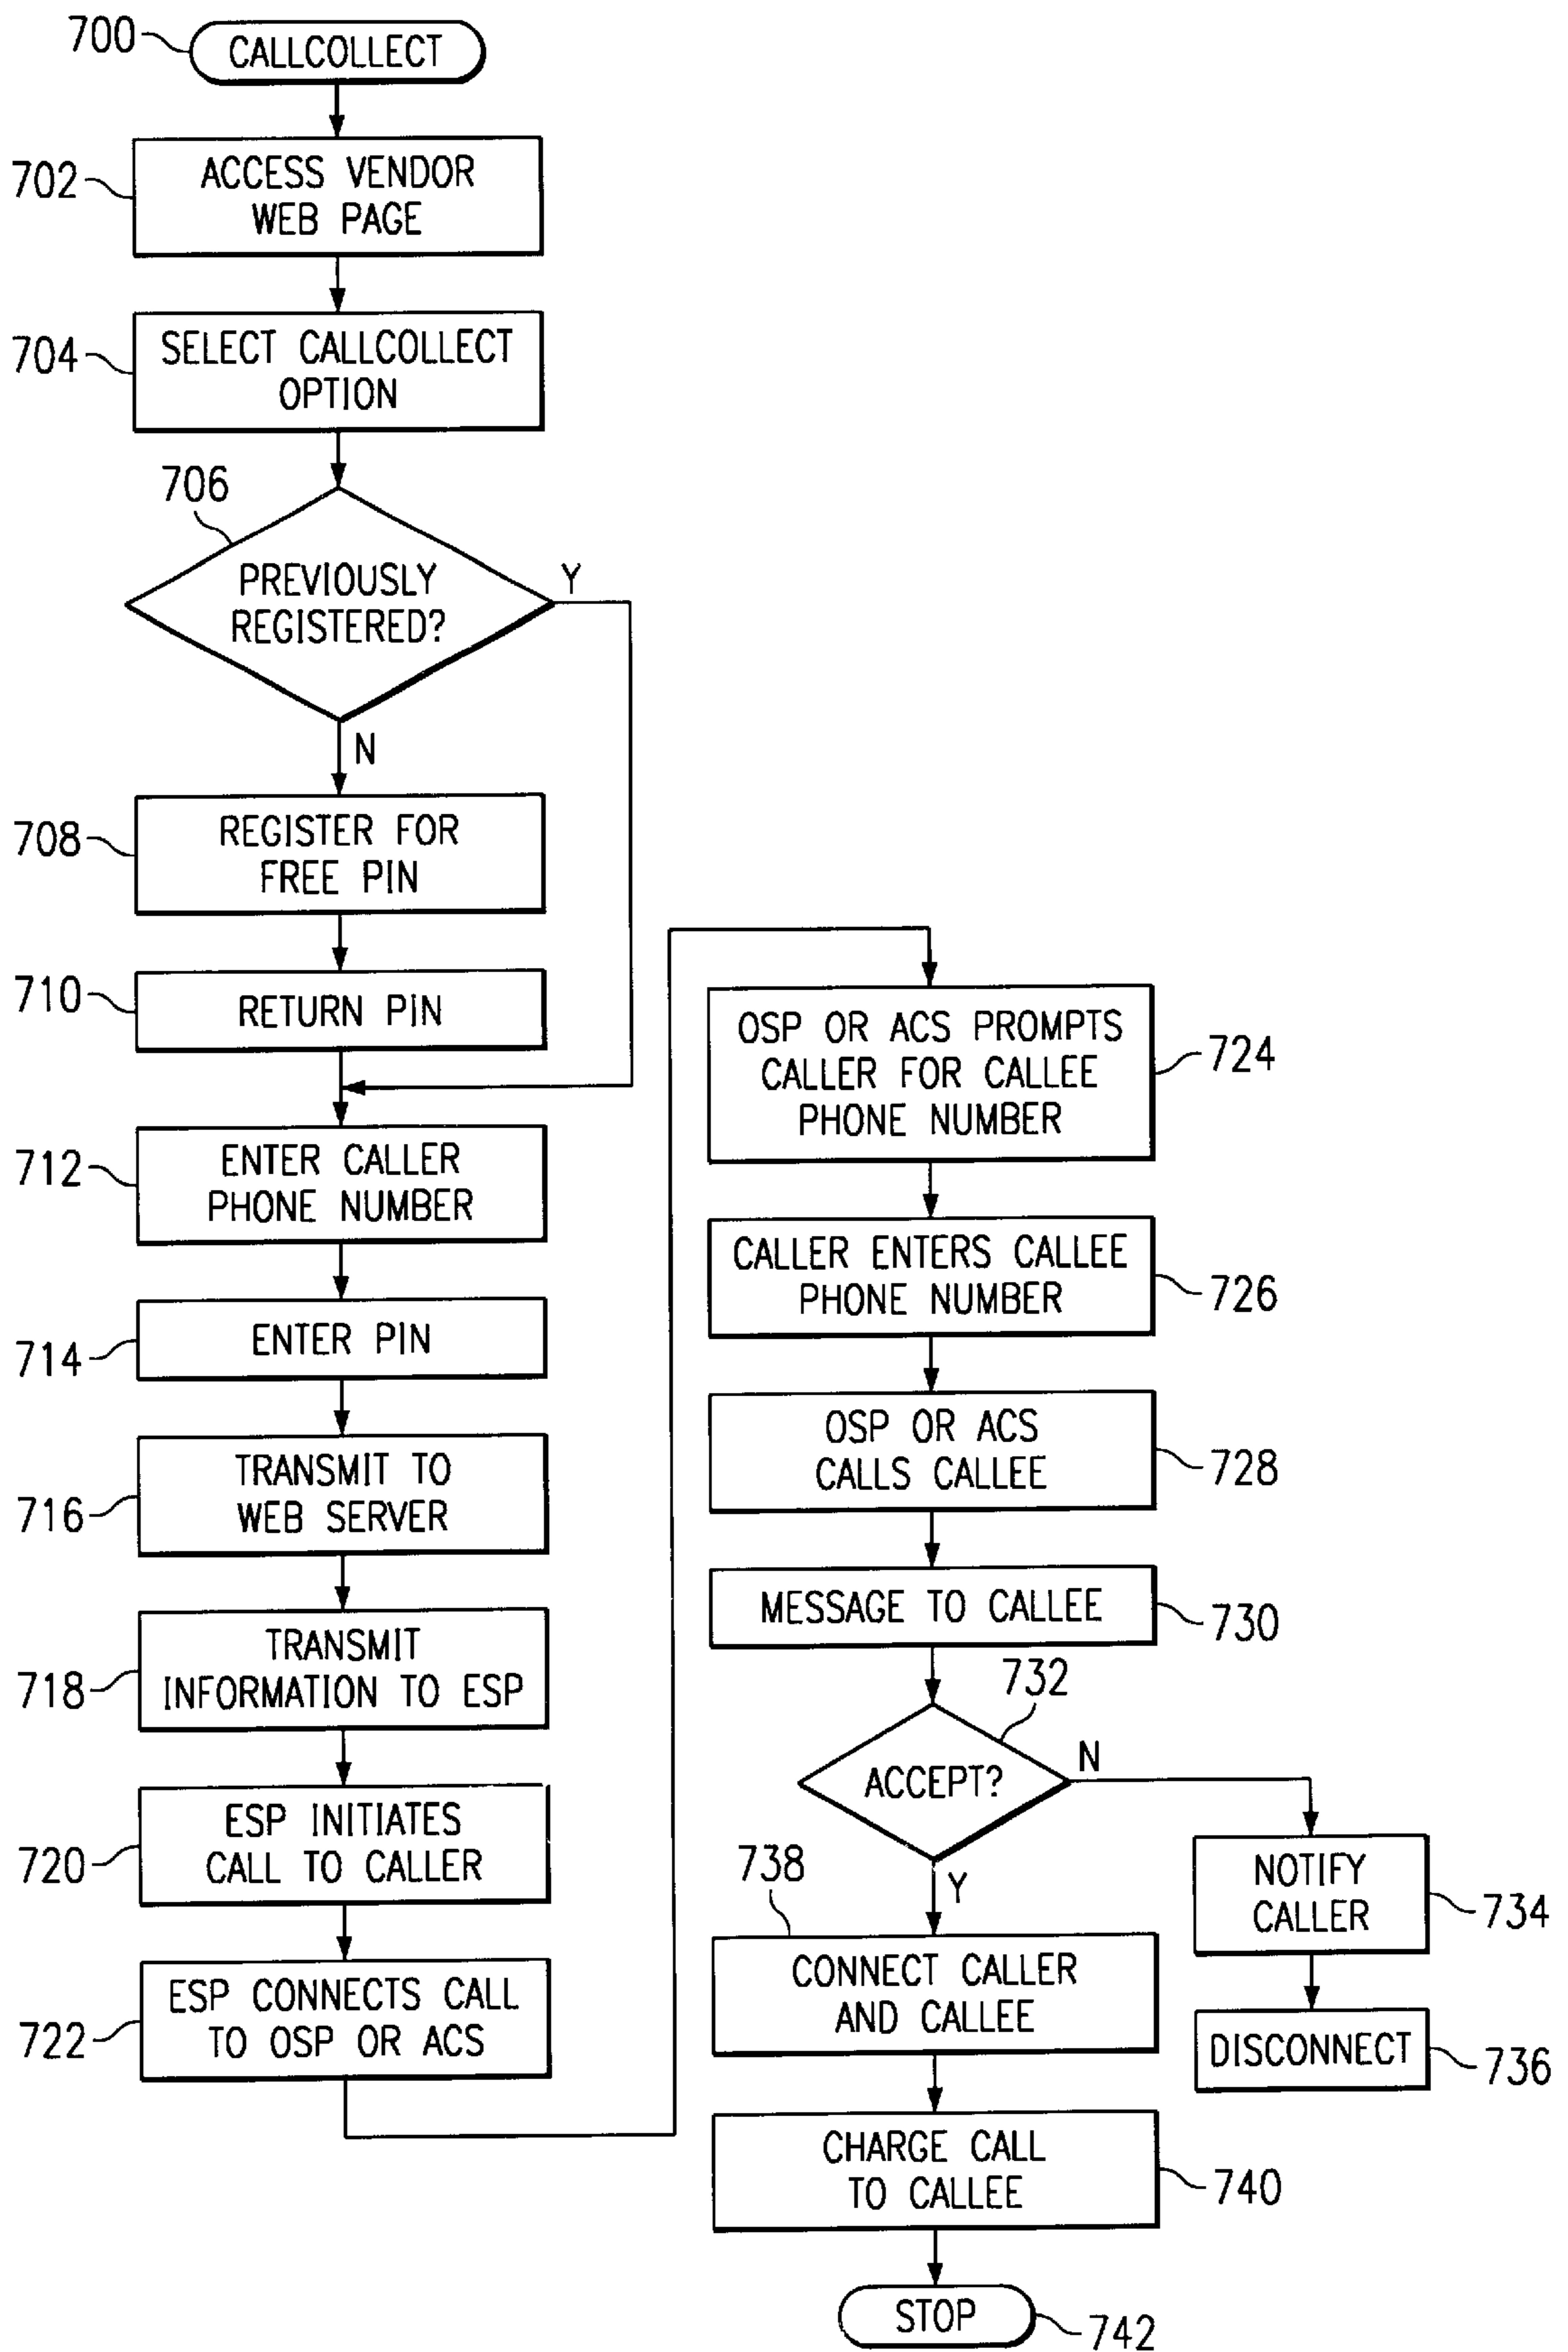 700
CALLCOLLECT
702
ACCESS VENDOR
WEB PAGE
704
SELECT CALLCOLLECT
OPTION
706
PREVIOUSLY
REGISTERED?
Y
N
708
REGISTER FOR
FREE PIN
710
RETURN PIN
712
ENTER CALLER
PHONE NUMBER
714
ENTER PIN
716
TRANSMIT TO
WEB SERVER
718
TRANSMIT
INFORMATION TO ESP
720
ESP INITIATES
CALL TO CALLER
722
ESP CONNECTS CALL
TO OSP OR ACS
OSP OR ACS PROMPTS
CALLER FOR CALLEE
PHONE NUMBER
724
CALLER ENTERS CALLEE
PHONE NUMBER
726
OSP OR ACS
CALLS CALLEE
728
MESSAGE TO CALLEE
730
732
ACCEPT?
N
Y
NOTIFY
CALLER
734
DISCONNECT
736
738
CONNECT CALLER
AND CALLEE
CHARGE CALL
TO CALLEE
740
STOP
742